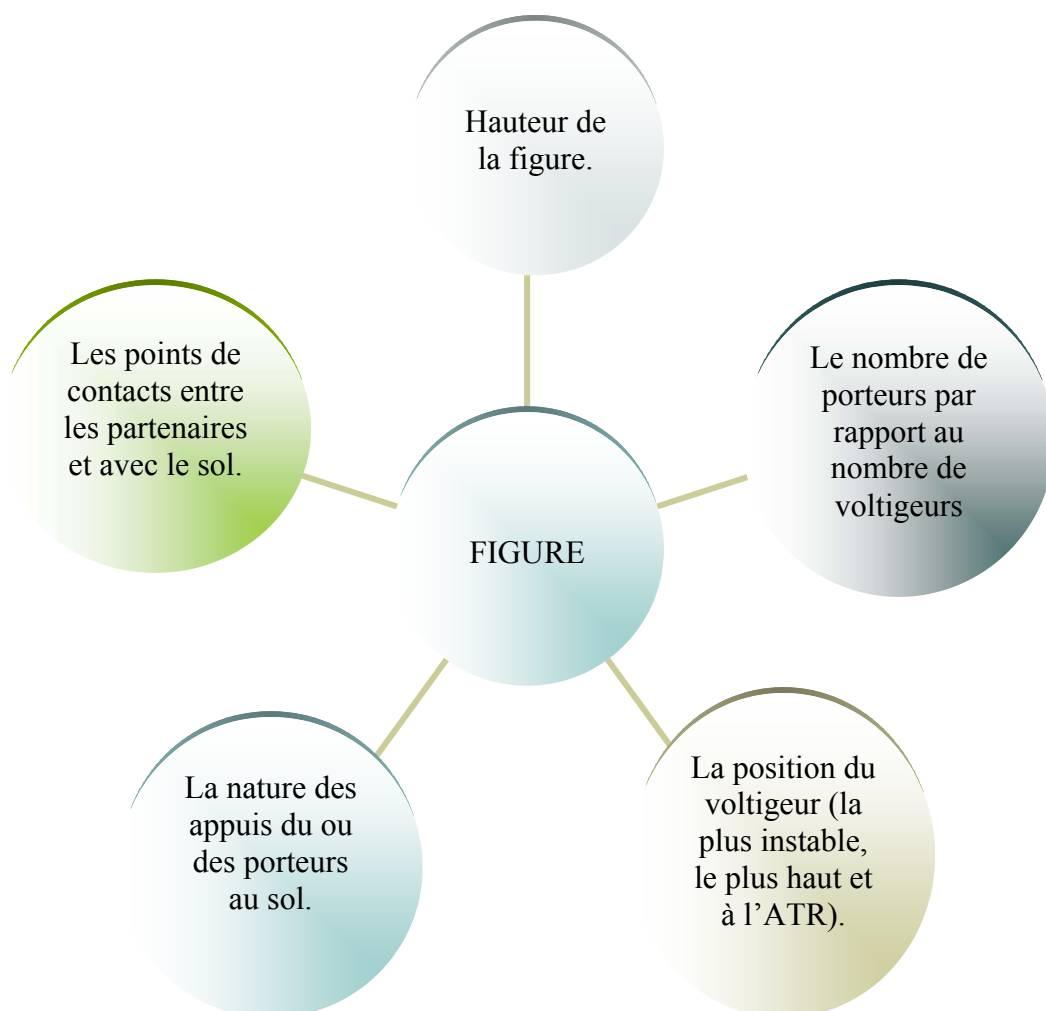 Hauteur de
la figure.
Les points de
contacts entre
les partenaires
et avec le sol.
Le nombre de
porteurs par
rapport au
nombre de
voltigeurs
FIGURE
La nature des
appuis du ou
des porteurs
au sol.
La position du
voltigeur (la
plus instable,
le plus haut et
à l’ATR).